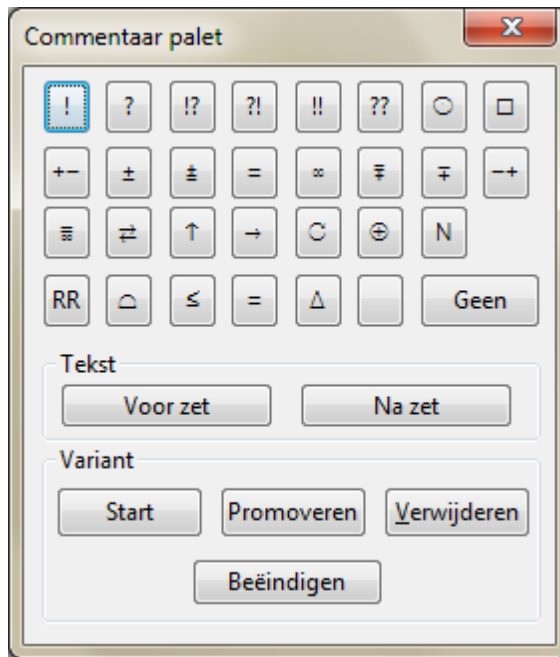 Commentaar palet
! ? !? ?! !! ?? □
+− ± = ∞ ∓ −+
⇄ ↑ → ⊕ N
RR ⌓ ≤ = Δ Geen
Tekst
Voor zet Na zet
Variant
Start Promoveren Verwijderen
Beëindigen